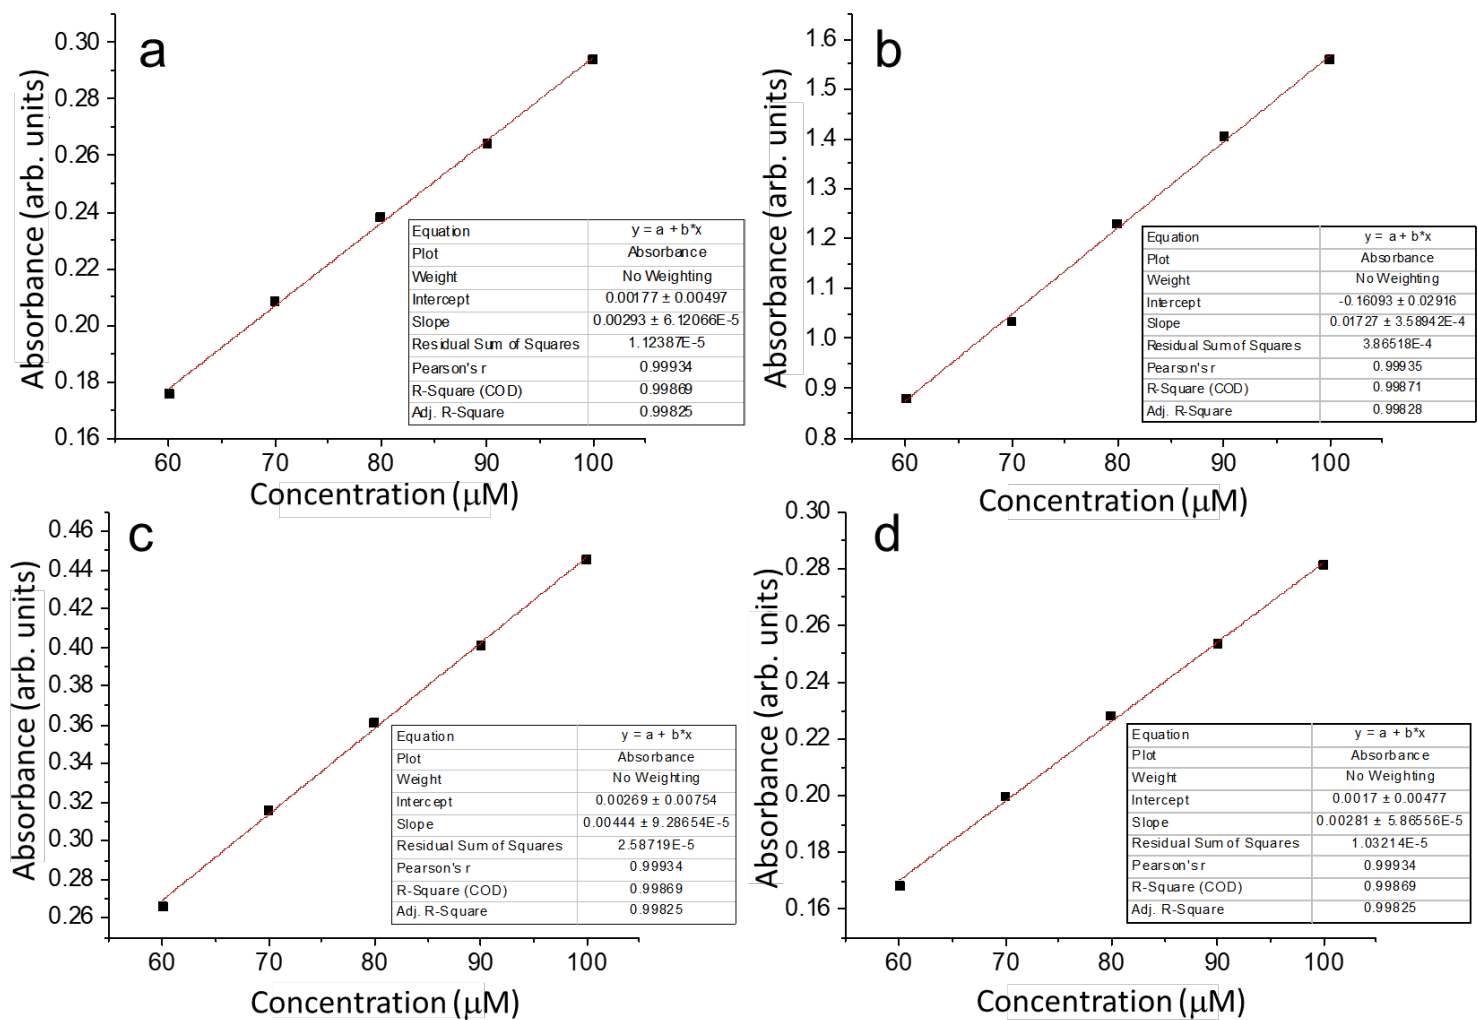 a
Absorbance (arb. units)
0.30
0.28
0.26
0.24
0.22
0.20
0.18
0.16
60 70 80 90 100
Concentration (μM)
Equation y = a + b*x
Plot Absorbance
Weight No Weighting
Intercept 0.00177 ± 0.00497
Slope 0.00293 ± 6.12066E-5
Residual Sum of Squares 1.12387E-5
Pearson's r 0.99934
R-Square (COD) 0.99869
Adj. R-Square 0.99825
b
Absorbance (arb. units)
1.6
1.5
1.4
1.3
1.2
1.1
1.0
0.9
0.8
60 70 80 90 100
Concentration (μM)
Equation y = a + b*x
Plot Absorbance
Weight No Weighting
Intercept -0.16093 ± 0.02916
Slope 0.01727 ± 3.58942E-4
Residual Sum of Squares 3.86518E-4
Pearson's r 0.99935
R-Square (COD) 0.99871
Adj. R-Square 0.99828
c
Absorbance (arb. units)
0.46
0.44
0.42
0.40
0.38
0.36
0.34
0.32
0.30
0.28
0.26
60 70 80 90 100
Concentration (μM)
Equation y = a + b*x
Plot Absorbance
Weight No Weighting
Intercept 0.00269 ± 0.00754
Slope 0.00444 ± 9.28654E-5
Residual Sum of Squares 2.58719E-5
Pearson's r 0.99934
R-Square (COD) 0.99869
Adj. R-Square 0.99825
d
Absorbance (arb. units)
0.30
0.28
0.26
0.24
0.22
0.20
0.18
0.16
60 70 80 90 100
Concentration (μM)
Equation y = a + b*x
Plot Absorbance
Weight No Weighting
Intercept 0.0017 ± 0.00477
Slope 0.00281 ± 5.86556E-5
Residual Sum of Squares 1.03214E-5
Pearson's r 0.99934
R-Square (COD) 0.99869
Adj. R-Square 0.99825